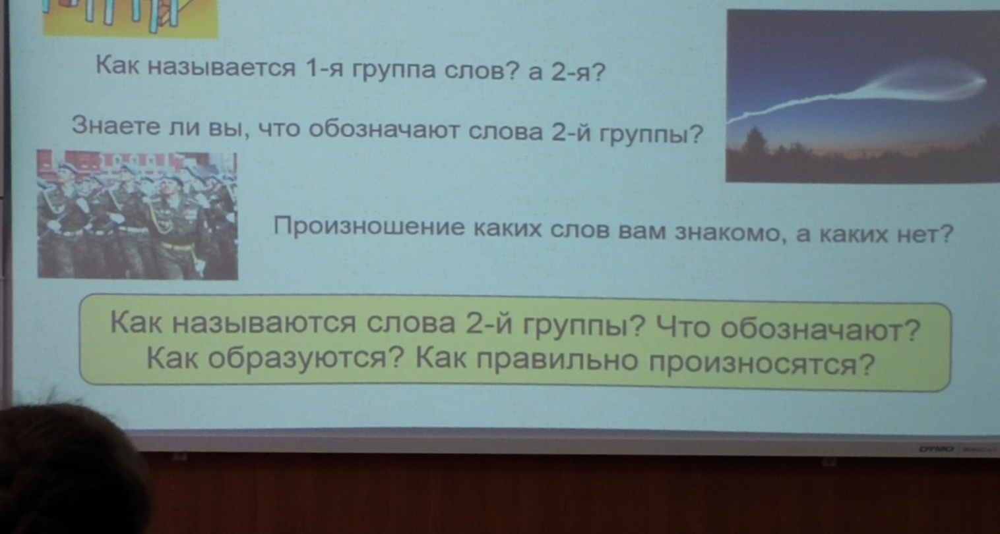 Как называется 1-я группа слов? а 2-я?
Знаете ли вы, что обозначают слова 2-й группы?
Произношение каких слов вам знакомо, а каких нет?
Как называются слова 2-й группы? Что обозначают?
Как образуются? Как правильно произносятся?
DYMO